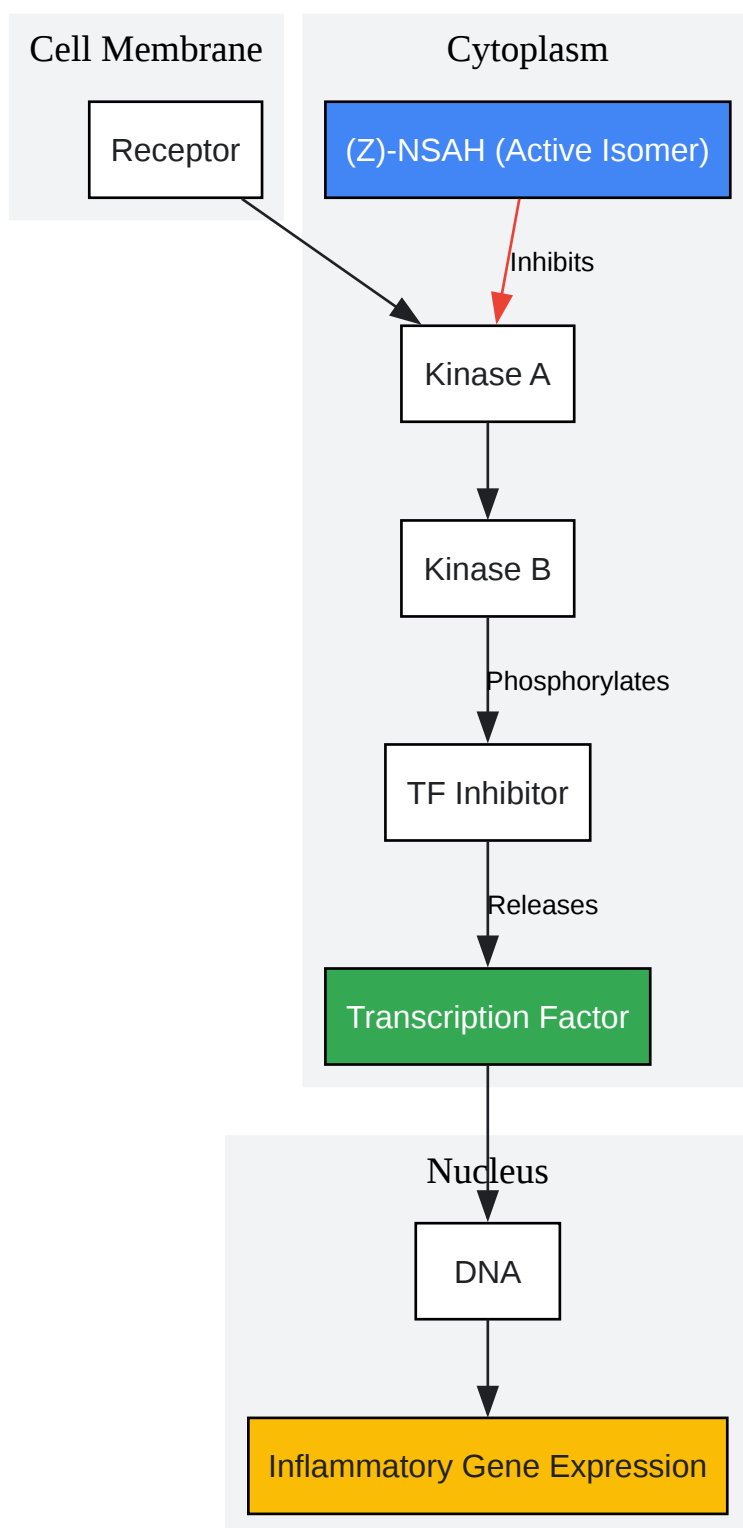 Cell Membrane
Cytoplasm
Receptor
(Z)-NSAH (Active Isomer)
Inhibits
Kinase A
Kinase B
Phosphorylates
TF Inhibitor
Releases
Transcription Factor
Nucleus
DNA
Inflammatory Gene Expression